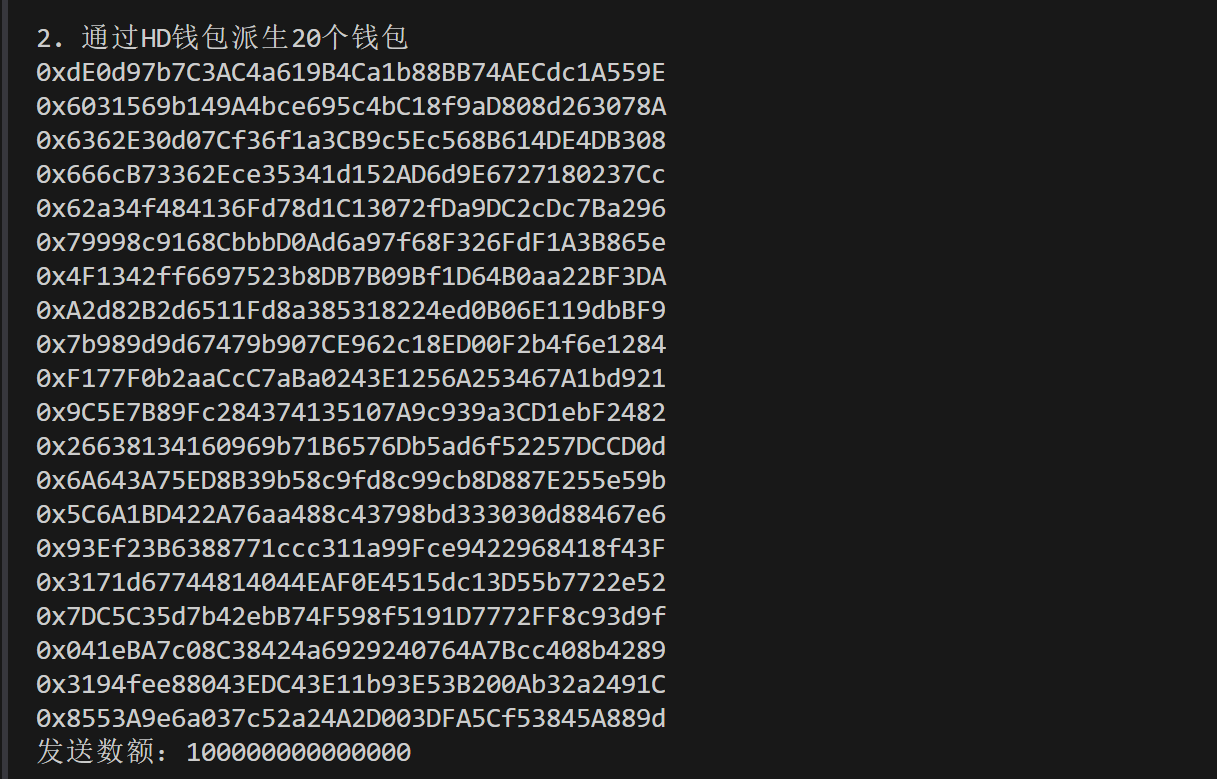 2. 通过HD钱包派生20个钱包
0xdE0d97b7C3AC4a619B4Ca1b88BB74AECdc1A559E
0x6031569b149A4bce695c4bC18f9aD808d263078A
0x6362E30d07Cf36f1a3CB9c5Ec568B614DE4DB308
0x666cB73362Ece35341d152AD6d9E6727180237Cc
0x62a34f484136Fd78d1C13072fDa9DC2cDc7Ba296
0x79998c9168CbbbD0Ad6a97f68F326FdF1A3B865e
0x4F1342ff6697523b8DB7B09Bf1D64B0aa22BF3DA
0xA2d82B2d6511Fd8a385318224ed0B06E119dbBF9
0x7b989d9d67479b907CE962c18ED00F2b4f6e1284
0xF177F0b2aaCcC7aBa0243E1256A253467A1bd921
0x9C5E7B89Fc284374135107A9c939a3CD1ebF2482
0x26638134160969b71B6576Db5ad6f52257DCCD0d
0x6A643A75ED8B39b58c9fd8c99cb8D887E255e59b
0x5C6A1BD422A76aa488c43798bd333030d88467e6
0x93Ef23B6388771ccc311a99Fce9422968418f43F
0x3171d67744814044EAF0E4515dc13D55b7722e52
0x7DC5C35d7b42ebB74F598f5191D7772FF8c93d9f
0x041eBA7c08C38424a6929240764A7Bcc408b4289
0x3194fee88043EDC43E11b93E53B200Ab32a2491C
0x8553A9e6a037c52a24A2D003DFA5Cf53845A889d
发送数额：100000000000000